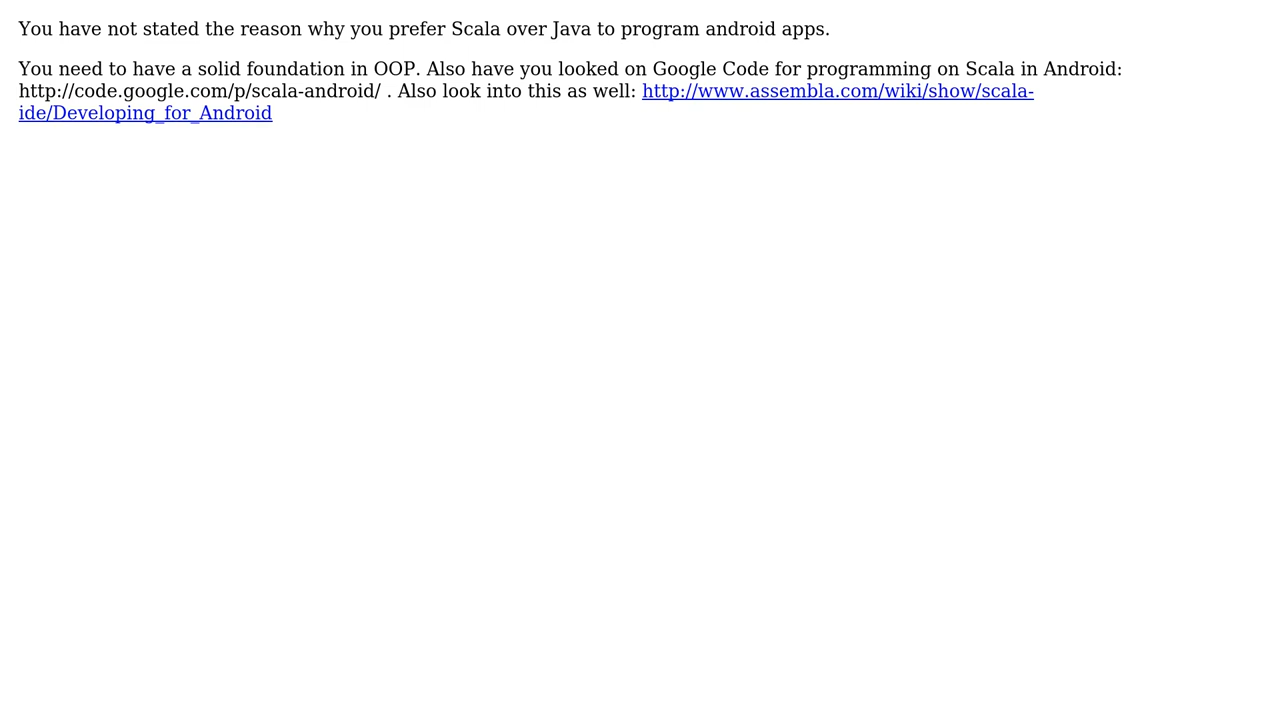 You have not stated the reason why you prefer Scala over Java to program android apps.
You need to have a solid foundation in OOP. Also have you looked on Google Code for programming on Scala in Android:
http://code.google.com/p/scala-android/ . Also look into this as well: http://www.assembla.com/wiki/show/scala-
ide/Developing_for_Android